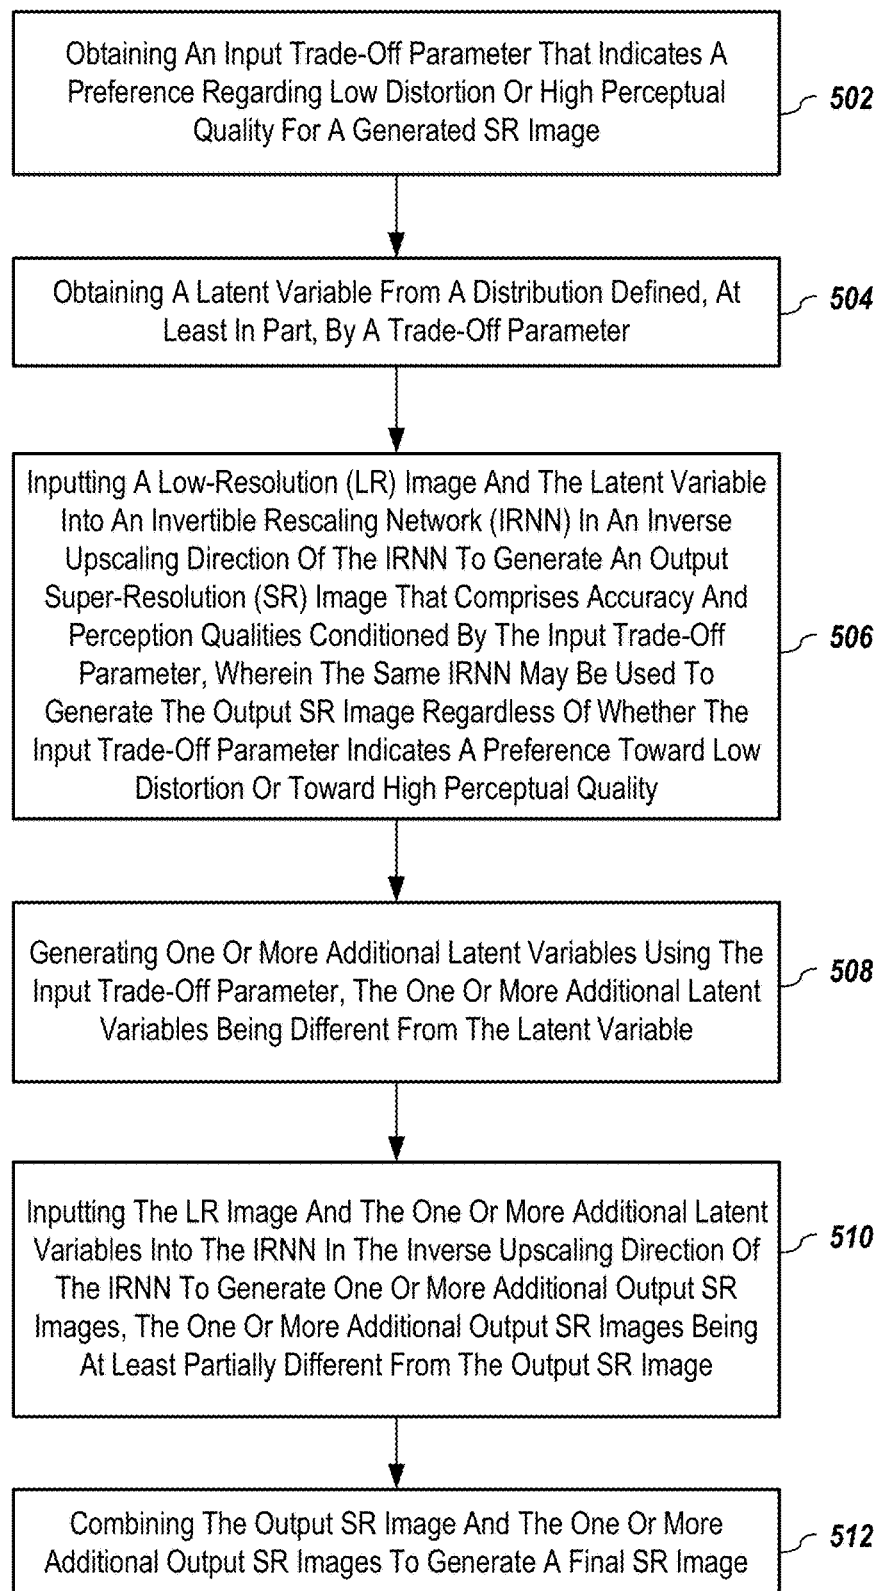 Obtaining An Input Trade-Off Parameter That Indicates A
Preference Regarding Low Distortion Or High Perceptual
Quality For A Generated SR Image
502
Obtaining A Latent Variable From A Distribution Defined, At
Least In Part, By A Trade-Off Parameter
504
Inputting A Low-Resolution (LR) Image And The Latent Variable
Into An Invertible Rescaling Network (IRNN) In An Inverse
Upscaling Direction Of The IRNN To Generate An Output
Super-Resolution (SR) Image That Comprises Accuracy And
Perception Qualities Conditioned By The Input Trade-Off
Parameter, Wherein The Same IRNN May Be Used To
Generate The Output SR Image Regardless Of Whether The
Input Trade-Off Parameter Indicates A Preference Toward Low
Distortion Or Toward High Perceptual Quality
506
Generating One Or More Additional Latent Variables Using The
Input Trade-Off Parameter, The One Or More Additional Latent
Variables Being Different From The Latent Variable
508
Inputting The LR Image And The One Or More Additional Latent
Variables Into The IRNN In The Inverse Upscaling Direction Of
The IRNN To Generate One Or More Additional Output SR
Images, The One Or More Additional Output SR Images Being
At Least Partially Different From The Output SR Image
510
Combining The Output SR Image And The One Or More
Additional Output SR Images To Generate A Final SR Image
512